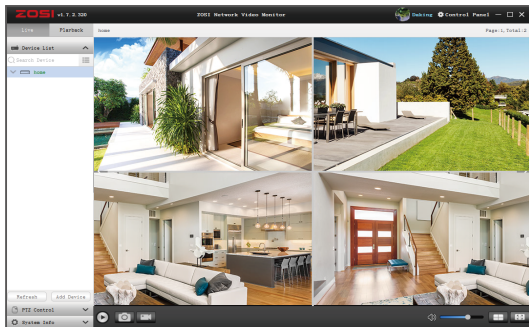 ZOSI v1.7.2.320
ZOSI Network Video Monitor
Daking Control Panel
Live Playback
home
Page:1, Total:2
Device List
Search Device
home
Refresh Add Device
PTZ Control
System Info